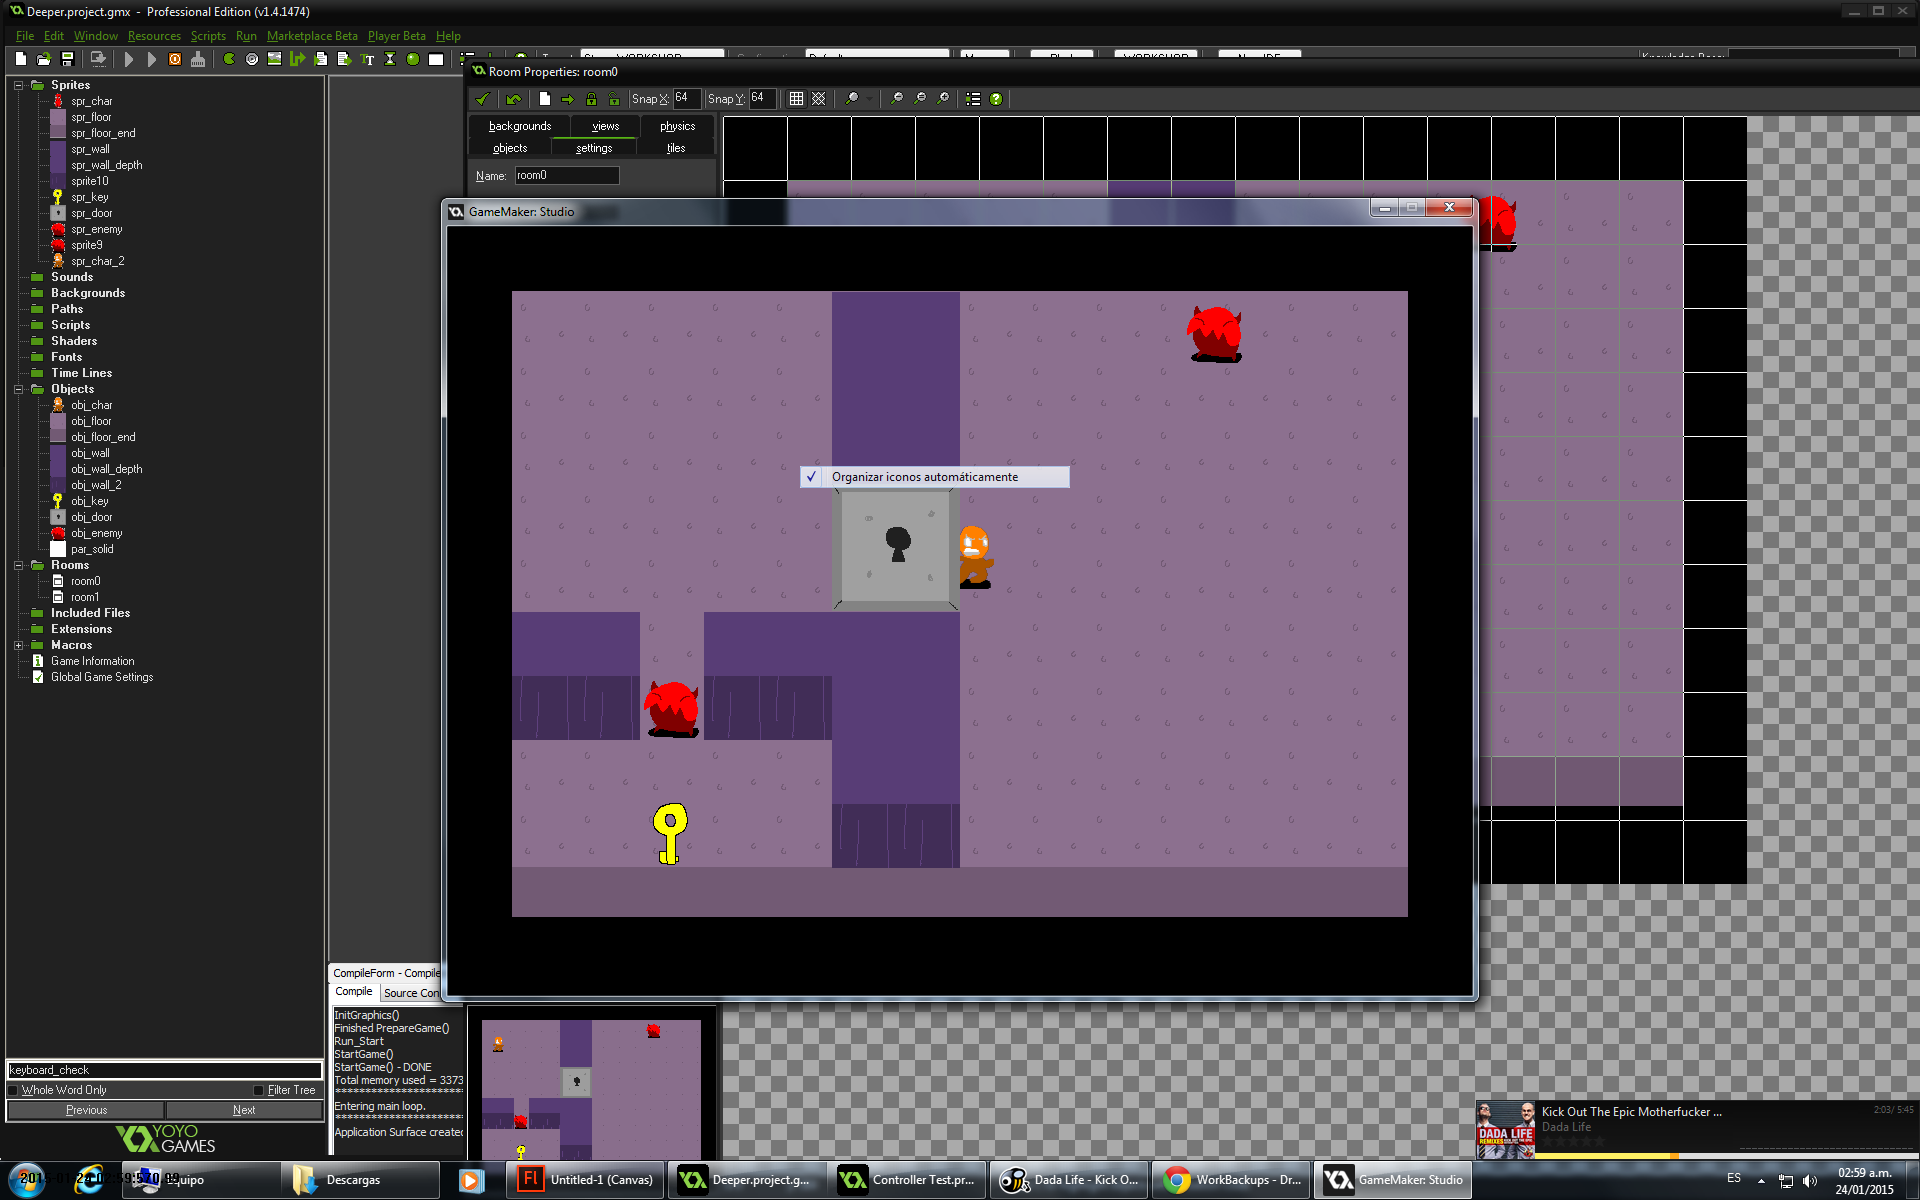 Deeper.project.gmx - Professional Edition (v1.4.1474)
File Edit Window Resources Scripts Run Marketplace Beta Player Beta Help
Room Properties: room0
Snap X: 64 Snap Y: 64
backgrounds views physics
objects settings tiles
Name: room0
GameMaker: Studio
Organizar iconos automáticamente
Sprites
spr_char
spr_floor
spr_floor_end
spr_wall
spr_wall_depth
sprite10
spr_key
spr_door
spr_enemy
sprite9
spr_char_2
Sounds
Backgrounds
Paths
Scripts
Shaders
Fonts
Time Lines
Objects
obj_char
obj_floor
obj_floor_end
obj_wall
obj_wall_depth
obj_wall_2
obj_key
obj_door
obj_enemy
par_solid
Rooms
room0
room1
Included Files
Extensions
Macros
Game Information
Global Game Settings
keyboard_check
Whole Word Only Filter Tree
Previous Next
YOYO
GAMES
CompileForm - Compile
Compile Source Con
InitGraphics()
Finished PrepareGame()
Run_Start
StartGame()
StartGame() - DONE
Total memory used = 3373
Entering main loop.
Application Surface created
Kick Out The Epic Motherfucker ... 2:03/ 5:45
Dada Life
DADA LIFE
Descargas
Untitled-1 (Canvas)
Deeper.project.g...
Controller Test.pr...
Dada Life - Kick O...
WorkBackups - Dr...
GameMaker: Studio
ES
02:59 a.m.
24/01/2015